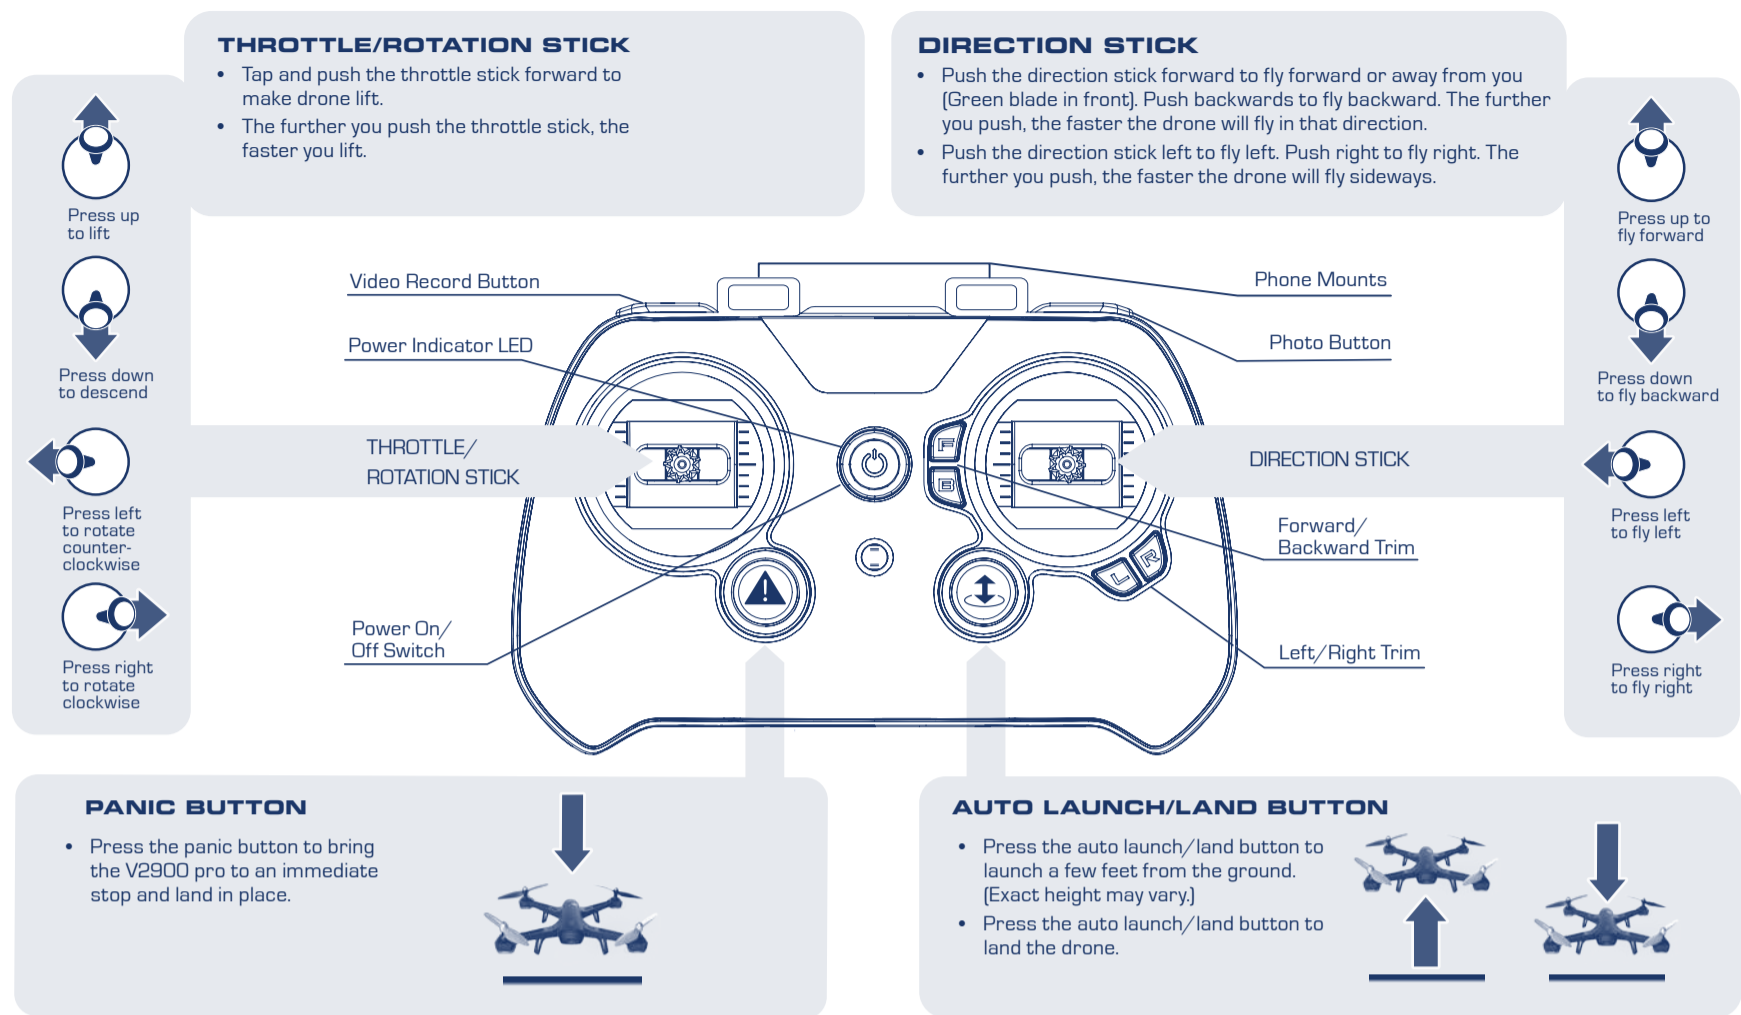 THROTTLE/ROTATION STICK
• Tap and push the throttle stick forward to
make drone lift.
• The further you push the throttle stick, the
faster you lift.
DIRECTION STICK
• Push the direction stick forward to fly forward or away from you
(Green blade in front). Push backwards to fly backward. The further
you push, the faster the drone will fly in that direction.
• Push the direction stick left to fly left. Push right to fly right. The
further you push, the faster the drone will fly sideways.
Press up
to lift
Press down
to descend
Press left
to rotate
counter-
clockwise
Press right
to rotate
clockwise
Video Record Button
Power Indicator LED
THROTTLE/
ROTATION STICK
Power On/
Off Switch
F
B
L
R
Phone Mounts
Photo Button
DIRECTION STICK
Forward/
Backward Trim
Left/Right Trim
Press up to
fly forward
Press down
to fly backward
Press left
to fly left
Press right
to fly right
PANIC BUTTON
• Press the panic button to bring
the V2900 pro to an immediate
stop and land in place.
AUTO LAUNCH/LAND BUTTON
• Press the auto launch/land button to
launch a few feet from the ground.
(Exact height may vary.)
• Press the auto launch/land button to
land the drone.